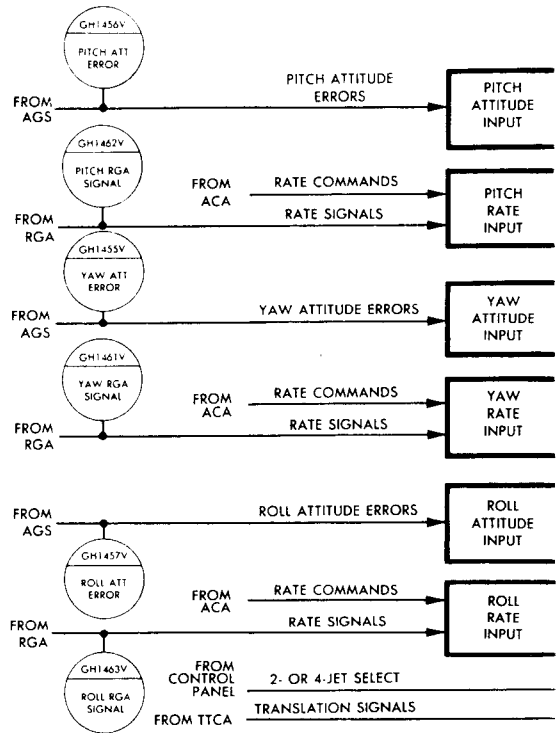 GH1456V
PITCH ATT
ERROR
FROM
AGS
PITCH ATTITUDE
ERRORS
PITCH
ATTITUDE
INPUT
GH1462V
PITCH RGA
SIGNAL
FROM
ACA
RATE COMMANDS
FROM
RGA
RATE SIGNALS
PITCH
RATE
INPUT
GH1455V
YAW ATT
ERROR
FROM
AGS
YAW ATTITUDE ERRORS
YAW
ATTITUDE
INPUT
GH1461V
YAW RGA
SIGNAL
FROM
ACA
RATE COMMANDS
FROM
RGA
RATE SIGNALS
YAW
RATE
INPUT
FROM
AGS
ROLL ATTITUDE ERRORS
ROLL
ATTITUDE
INPUT
GH1457V
ROLL ATT
ERROR
FROM
ACA
RATE COMMANDS
FROM
RGA
RATE SIGNALS
ROLL
RATE
INPUT
GH1463V
ROLL RGA
SIGNAL
FROM
CONTROL
PANEL
2- OR 4-JET SELECT
FROM TTCA
TRANSLATION SIGNALS